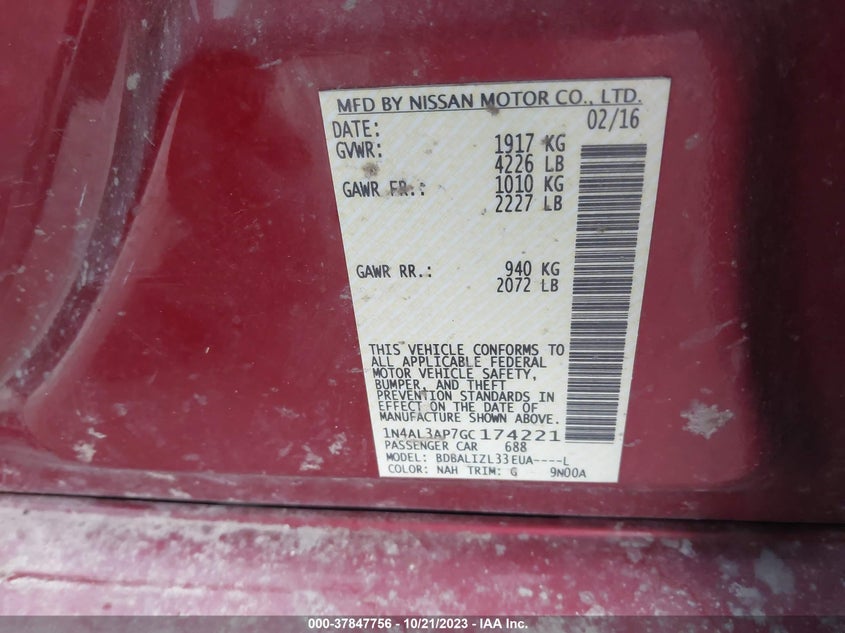 MFD BY NISSAN MOTOR CO., LTD.
DATE: 02/16
GVWR: 1917 KG
4226 LB
GAWR FR.: 1010 KG
2227 LB
GAWR RR.: 940 KG
2072 LB
THIS VEHICLE CONFORMS TO
ALL APPLICABLE FEDERAL
MOTOR VEHICLE SAFETY,
BUMPER, AND THEFT
PREVENTION STANDARDS IN
EFFECT ON THE DATE OF
MANUFACTURE SHOWN ABOVE.
1N4AL3AP7GC174221
PASSENGER CAR 688
MODEL: BDBALIZL33EUA----L
COLOR: NAH TRIM: G 9N00A
000-37847756 - 10/21/2023 - IAA Inc.